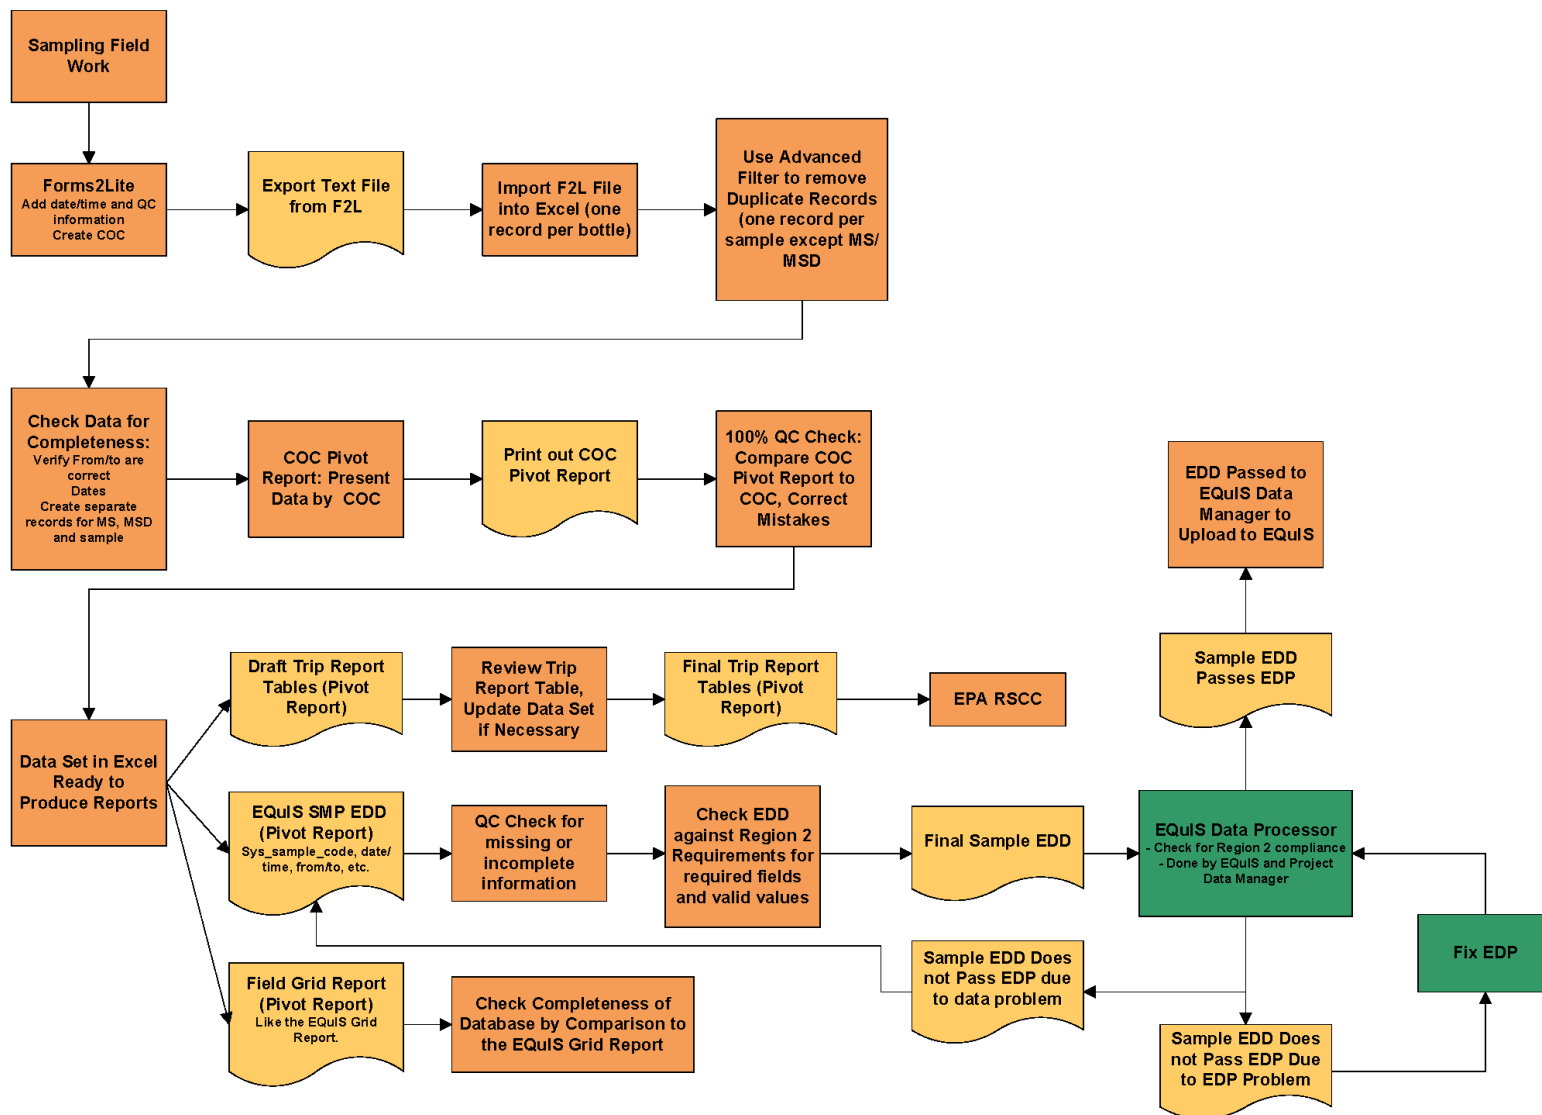 Sampling Field
Work
Forms2Lite
Add date/time and QC
information
Create COC
Export Text File
from F2L
Import F2L File
into Excel (one
record per bottle)
Use Advanced
Filter to remove
Duplicate Records
(one record per
sample except MS/
MSD
Check Data for
Completeness:
Verify From/to are
correct
Dates
Create separate
records for MS, MSD
and sample
COC Pivot
Report: Present
Data by COC
Print out COC
Pivot Report
100% QC Check:
Compare COC
Pivot Report to
COC, Correct
Mistakes
EDD Passed to
EQuIS Data
Manager to
Upload to EQuIS
Sample EDD
Passes EDP
Data Set in Excel
Ready to
Produce Reports
Draft Trip Report
Tables (Pivot
Report)
Review Trip
Report Table,
Update Data Set
if Necessary
Final Trip Report
Tables (Pivot
Report)
EPA RSCC
EQuIS SMP EDD
(Pivot Report)
Sys_sample_code, date/
time, from/to, etc.
QC Check for
missing or
incomplete
information
Check EDD
against Region 2
Requirements for
required fields
and valid values
Final Sample EDD
EQuIS Data Processor
- Check for Region 2 compliance
- Done by EQuIS and Project
Data Manager
Fix EDP
Field Grid Report
(Pivot Report)
Like the EQuIS Grid
Report.
Check Completeness of
Database by Comparison to
the EQuIS Grid Report
Sample EDD Does
not Pass EDP due
to data problem
Sample EDD Does
not Pass EDP Due
to EDP Problem